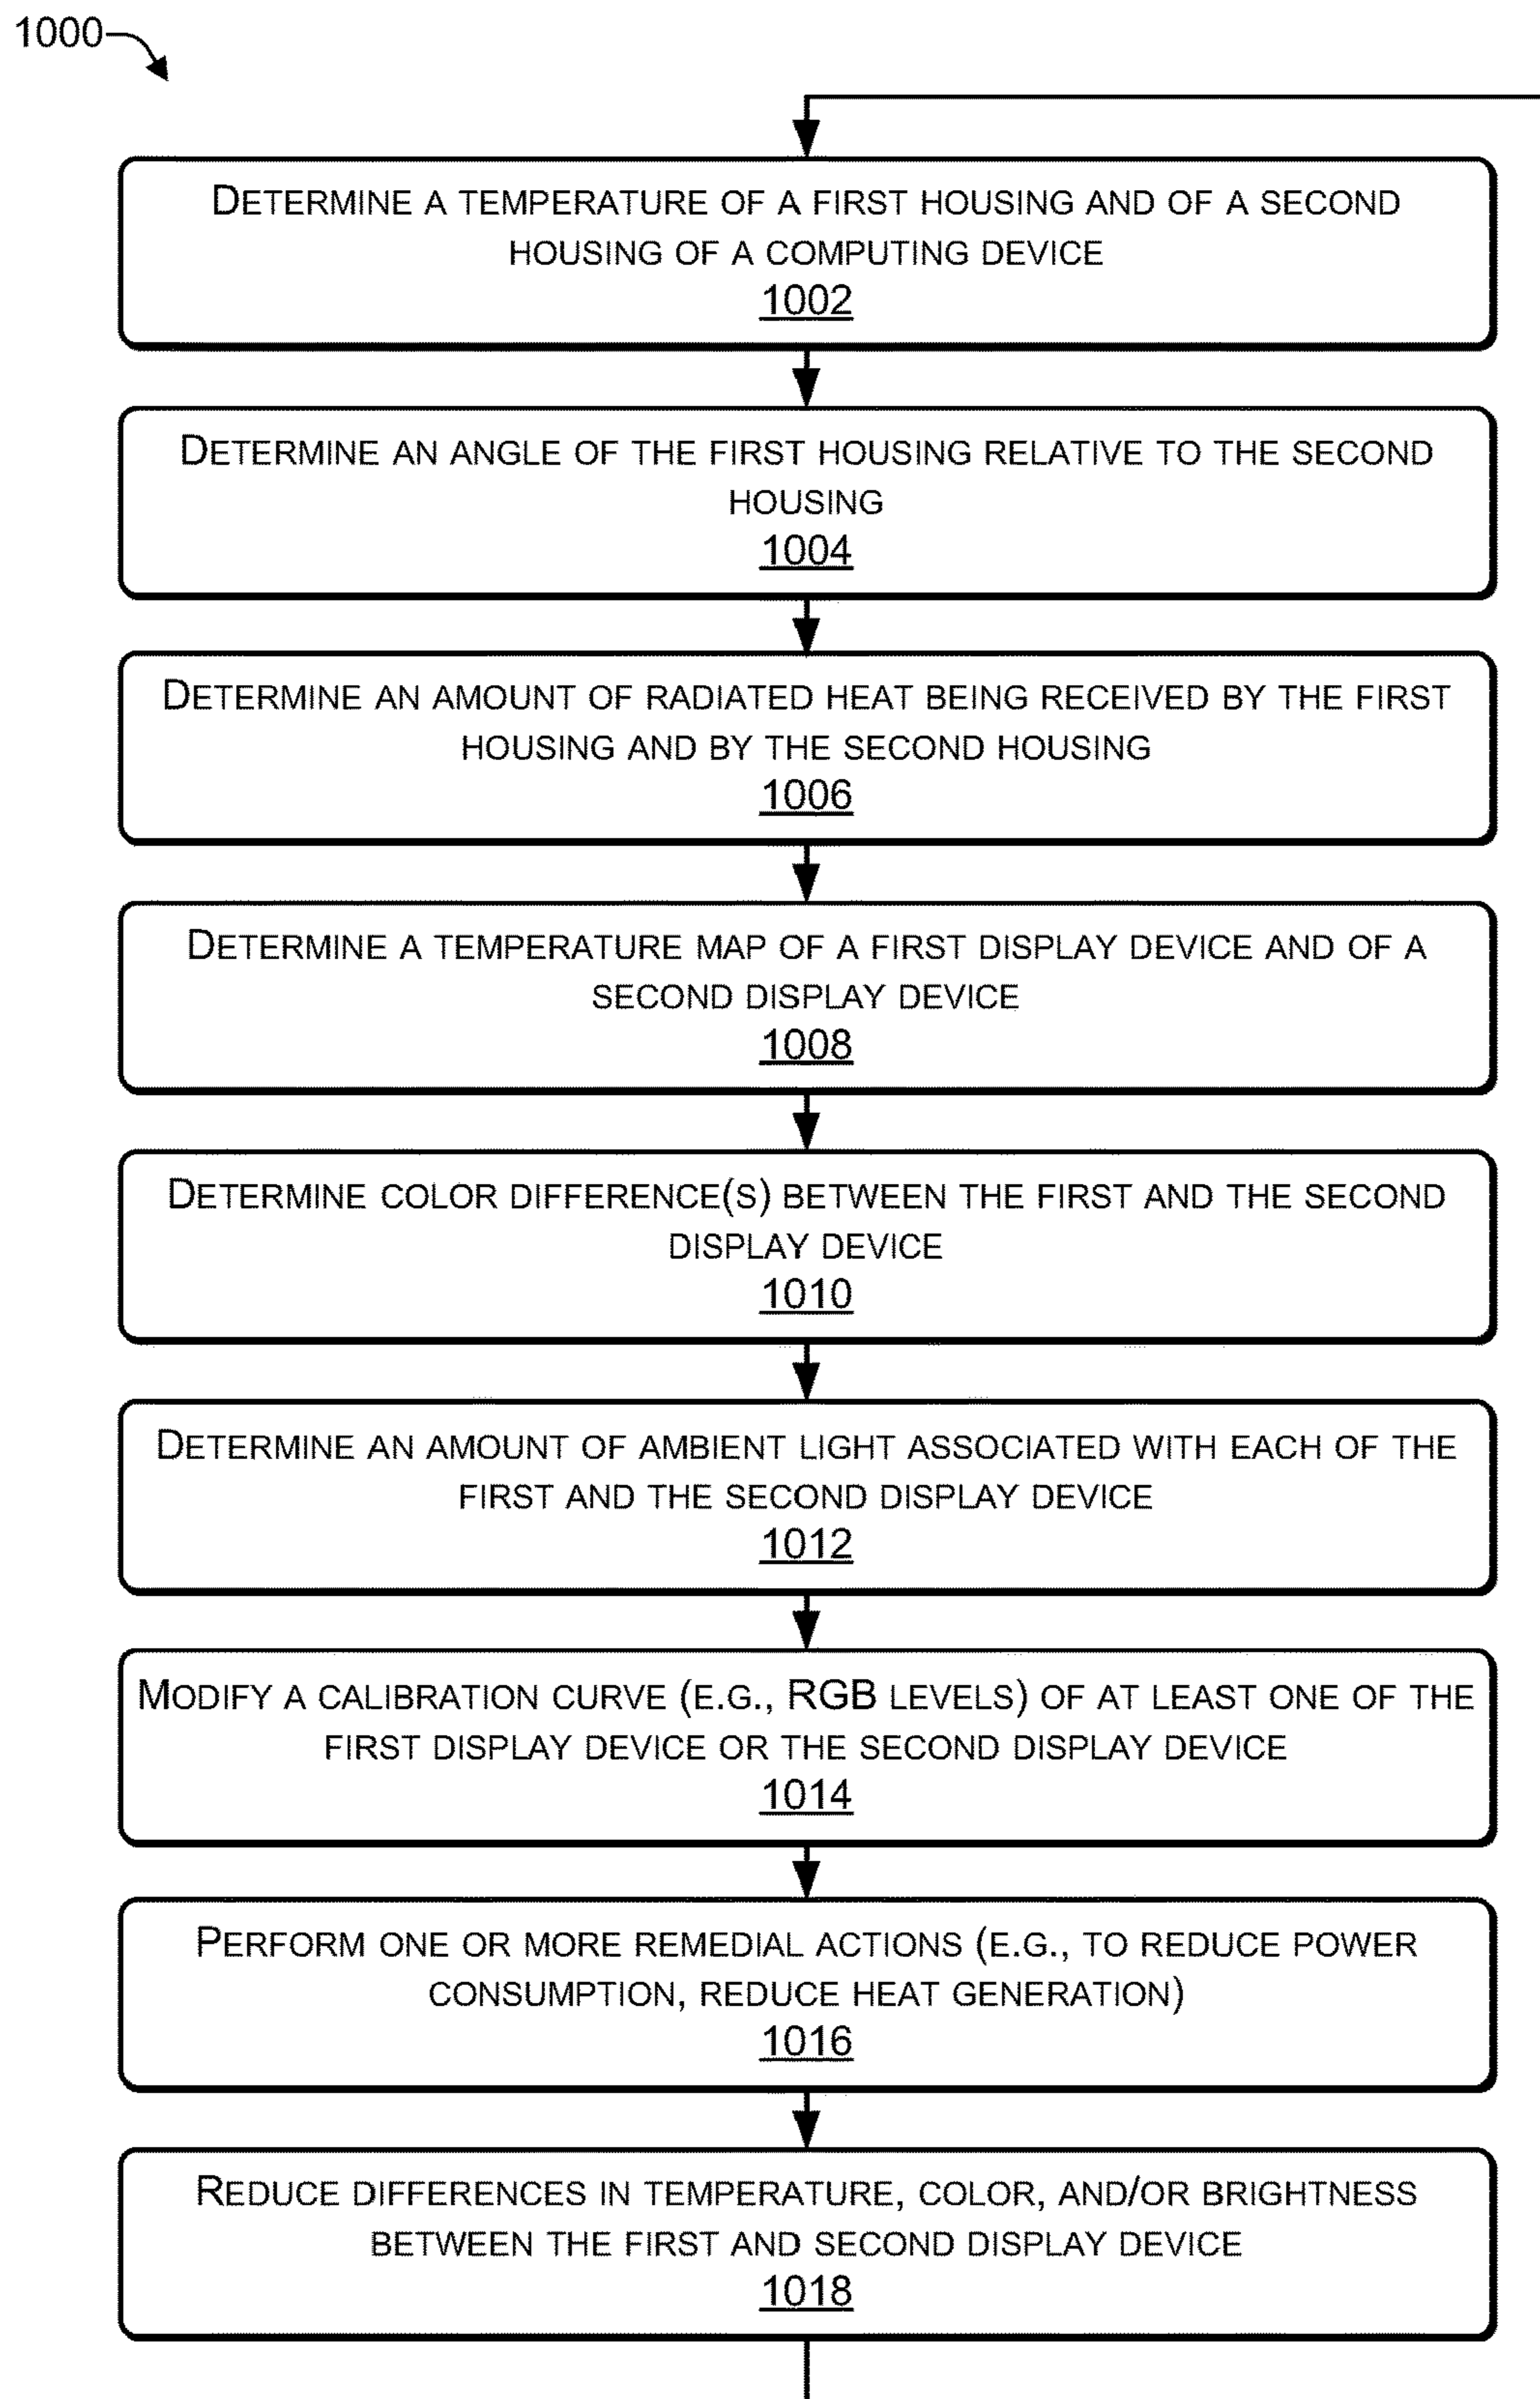 1000
DETERMINE A TEMPERATURE OF A FIRST HOUSING AND OF A SECOND
HOUSING OF A COMPUTING DEVICE
1002
DETERMINE AN ANGLE OF THE FIRST HOUSING RELATIVE TO THE SECOND
HOUSING
1004
DETERMINE AN AMOUNT OF RADIATED HEAT BEING RECEIVED BY THE FIRST
HOUSING AND BY THE SECOND HOUSING
1006
DETERMINE A TEMPERATURE MAP OF A FIRST DISPLAY DEVICE AND OF A
SECOND DISPLAY DEVICE
1008
DETERMINE COLOR DIFFERENCE(S) BETWEEN THE FIRST AND THE SECOND
DISPLAY DEVICE
1010
DETERMINE AN AMOUNT OF AMBIENT LIGHT ASSOCIATED WITH EACH OF THE
FIRST AND THE SECOND DISPLAY DEVICE
1012
MODIFY A CALIBRATION CURVE (E.G., RGB LEVELS) OF AT LEAST ONE OF THE
FIRST DISPLAY DEVICE OR THE SECOND DISPLAY DEVICE
1014
PERFORM ONE OR MORE REMEDIAL ACTIONS (E.G., TO REDUCE POWER
CONSUMPTION, REDUCE HEAT GENERATION)
1016
REDUCE DIFFERENCES IN TEMPERATURE, COLOR, AND/OR BRIGHTNESS
BETWEEN THE FIRST AND SECOND DISPLAY DEVICE
1018